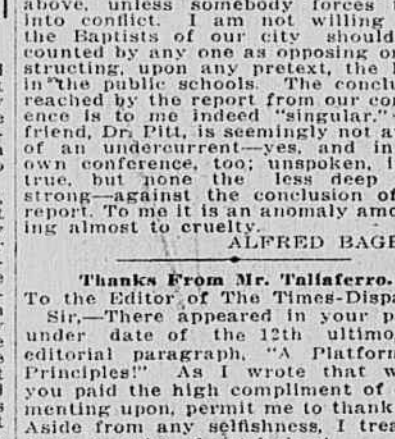 above, unless somebody forces t
into conflict. I am not willing
the Baptists of our city should
counted by any one as opposing or
structing, upon any pretext, the
in the public schools. The conclu
reached by the report from our con
ence is to me indeed "singular."
friend, Dr. Pitt, is seemingly not a
of an undercurrent—yes, and in
own conference, too; unspoken, i
true, but none the less deep
strong—against the conclusion of
report. To me it is an anomaly amo
ing almost to cruelty.
ALFRED BAGB
Thanks From Mr. Taliaferro.
To the Editor of The Times-Dispa
Sir,—There appeared in your p
under date of the 12th ultimo,
editorial paragraph, "A Platform
Principles!" As I wrote that w
you paid the high compliment of
menting upon, permit me to thank
Aside from any selfishness, I trea